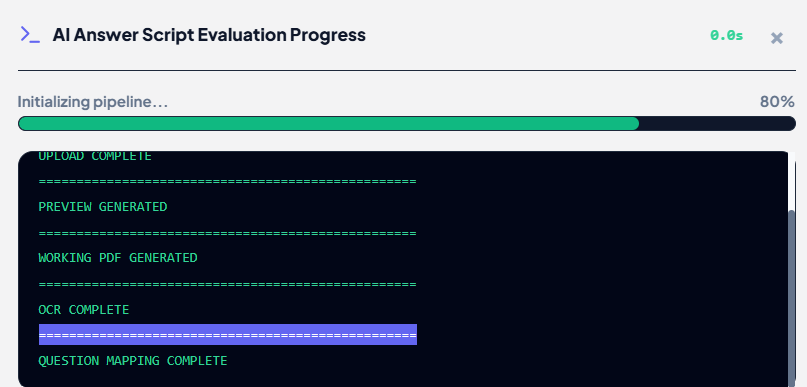 AI Answer Script Evaluation Progress
0.0s
×
Initializing pipeline...
80%
UPLOAD COMPLETE
==================================================
PREVIEW GENERATED
==================================================
WORKING PDF GENERATED
==================================================
OCR COMPLETE
==================================================
QUESTION MAPPING COMPLETE